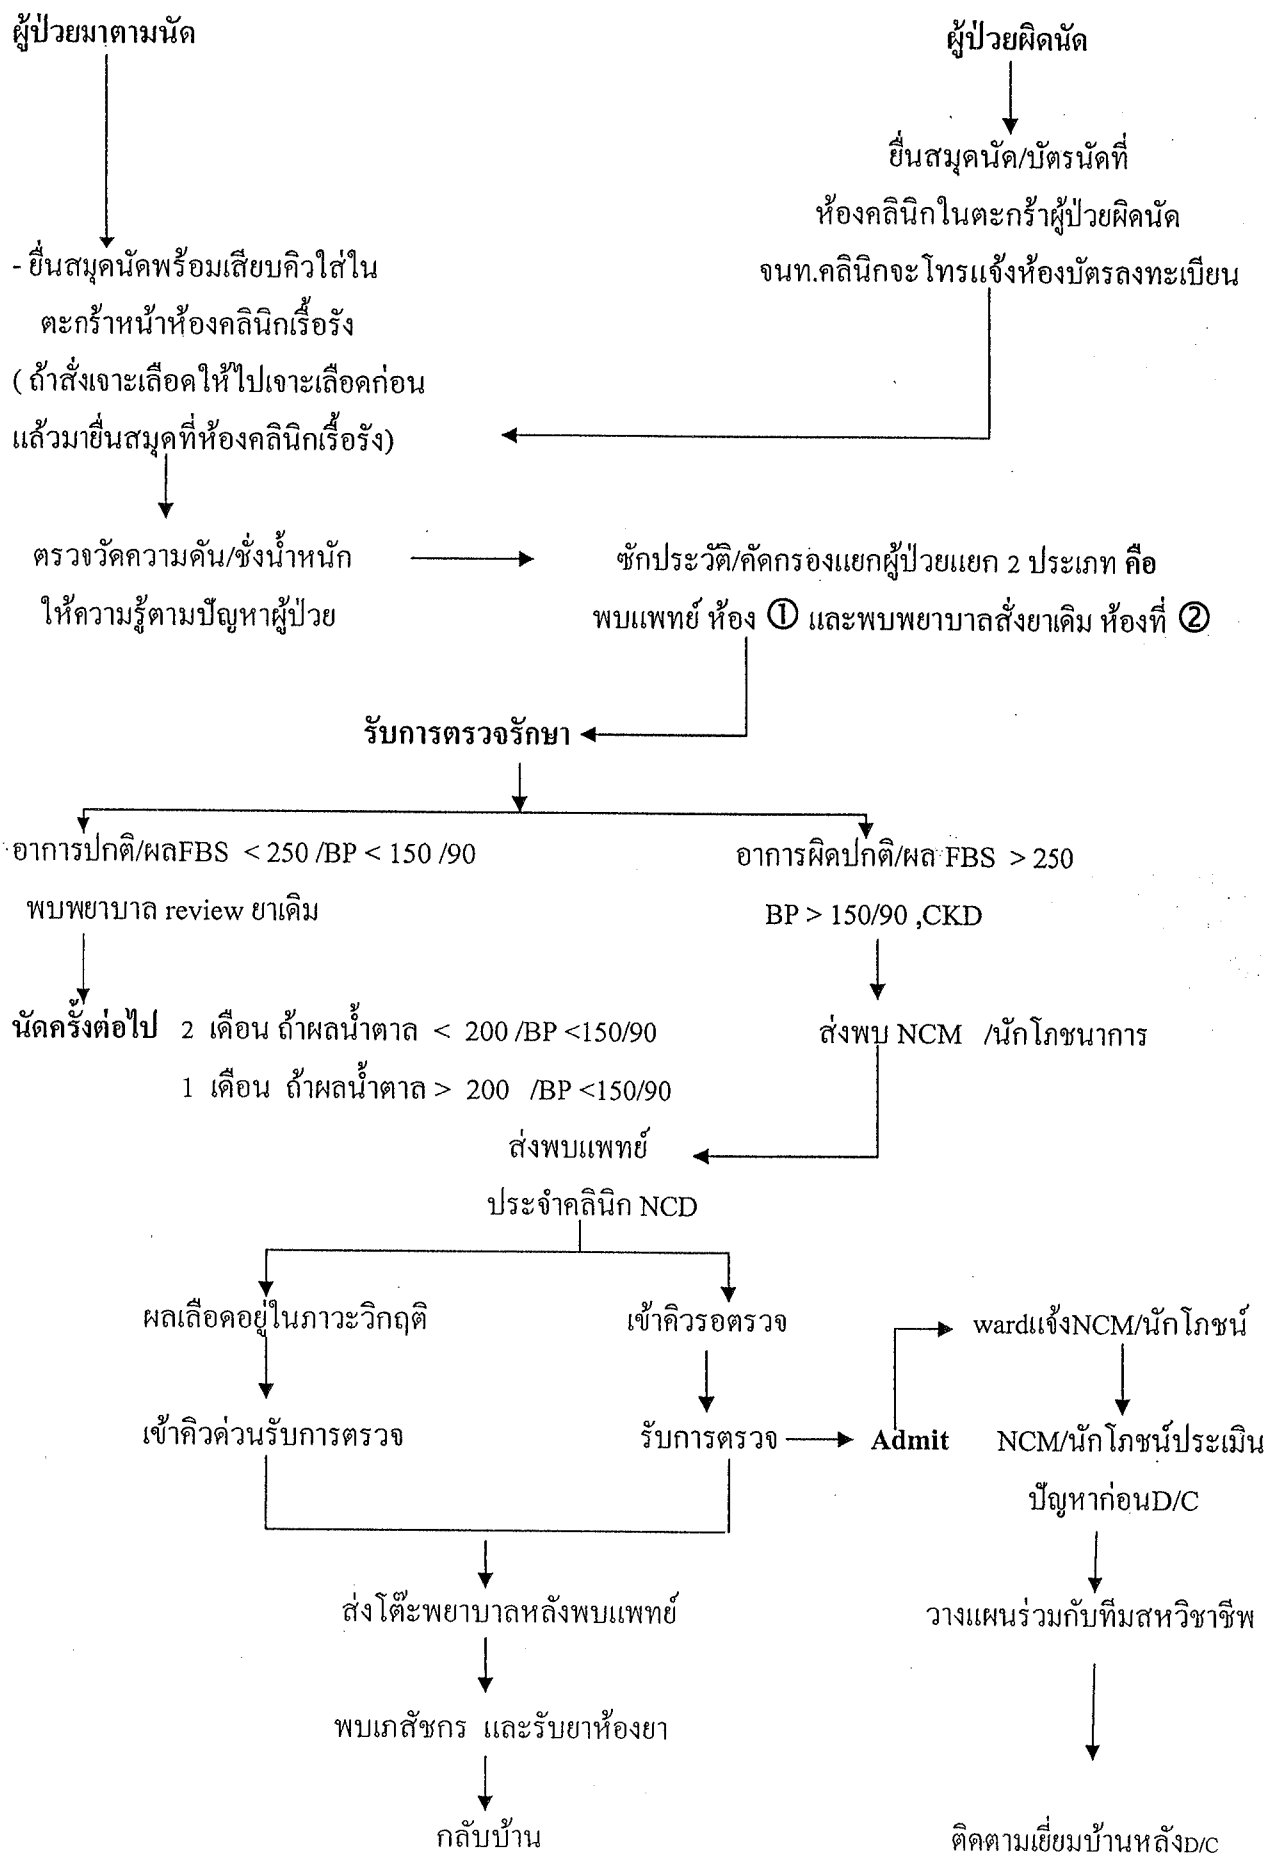 ผู้ป่วยมาตามนัด
ผู้ป่วยผิดนัด
ยื่นสมุดนัด/บัตรนัดที่
ห้องคลินิกในตะกร้าผู้ป่วยผิดนัด
จนท.คลินิกจะโทรแจ้งห้องบัตรลงทะเบียน
- ยื่นสมุดนัดพร้อมเสียบคิวใส่ใน
ตะกร้าหน้าห้องคลินิกเรื้อรัง
( ถ้าสั่งเจาะเลือดให้ไปเจาะเลือดก่อน
แล้วมายื่นสมุดที่ห้องคลินิกเรื้อรัง)
ตรวจวัดความดัน/ชั่งน้ำหนัก
ให้ความรู้ตามปัญหาผู้ป่วย
ซักประวัติ/คัดกรองแยกผู้ป่วยแยก 2 ประเภท คือ
พบแพทย์ ห้อง ① และพบพยาบาลสั่งยาเดิม ห้องที่ ②
รับการตรวจรักษา
อาการปกติ/ผลFBS < 250 /BP < 150 /90
พบพยาบาล review ยาเดิม
อาการผิดปกติ/ผล FBS > 250
BP > 150/90 ,CKD
นัดครั้งต่อไป 2 เดือน ถ้าผลน้ำตาล < 200 /BP <150/90
1 เดือน ถ้าผลน้ำตาล > 200 /BP <150/90
ส่งพบ NCM /นักโภชนาการ
ส่งพบแพทย์
ประจำคลินิก NCD
ผลเลือดอยู่ในภาวะวิกฤติ
เข้าคิวรอตรวจ
wardแจ้งNCM/นักโภชน์
เข้าคิวด่วนรับการตรวจ
รับการตรวจ
Admit
NCM/นักโภชน์ประเมิน
ปัญหาก่อนD/C
ส่งโต๊ะพยาบาลหลังพบแพทย์
วางแผนร่วมกับทีมสหวิชาชีพ
พบเภสัชกร และรับยาห้องยา
กลับบ้าน
ติดตามเยี่ยมบ้านหลังD/C